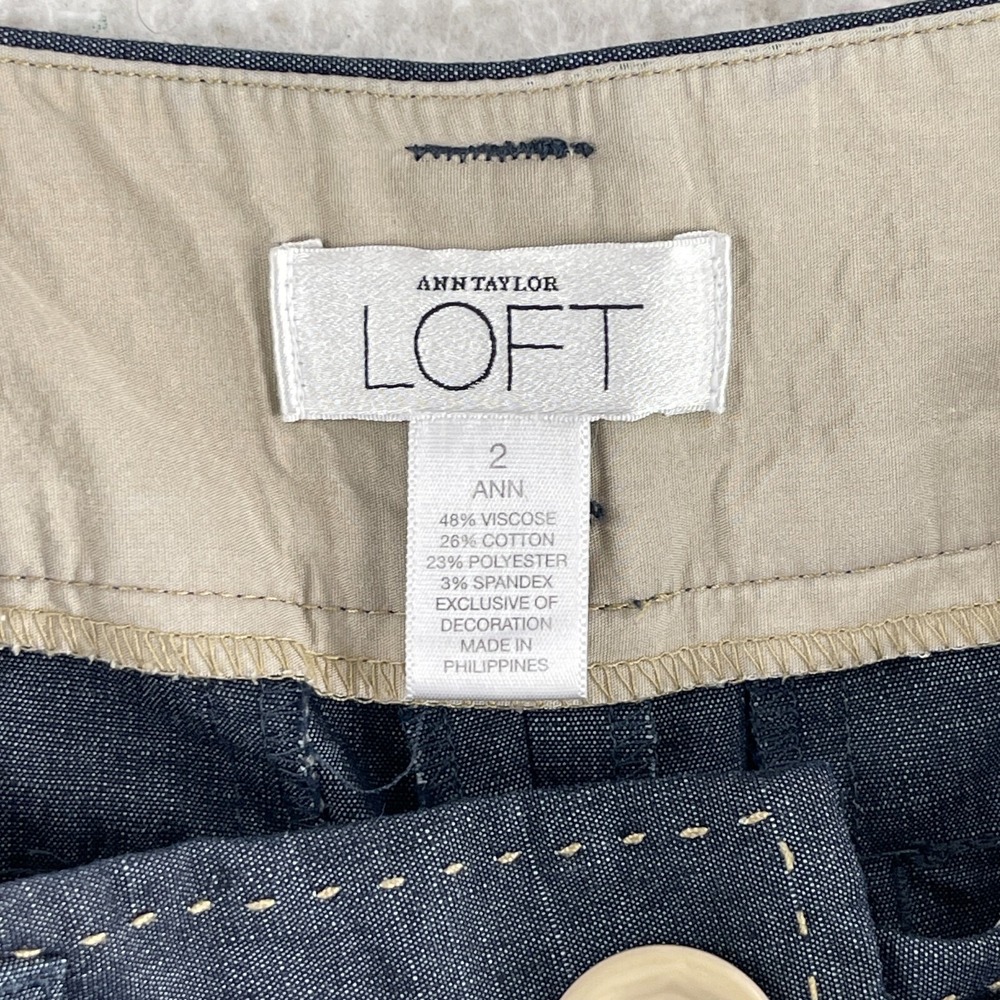 ANN TAYLOR
LOFT
2
ANN
48% VISCOSE
26% COTTON
23% POLYESTER
3% SPANDEX
EXCLUSIVE OF
DECORATION
MADE IN
PHILIPPINES